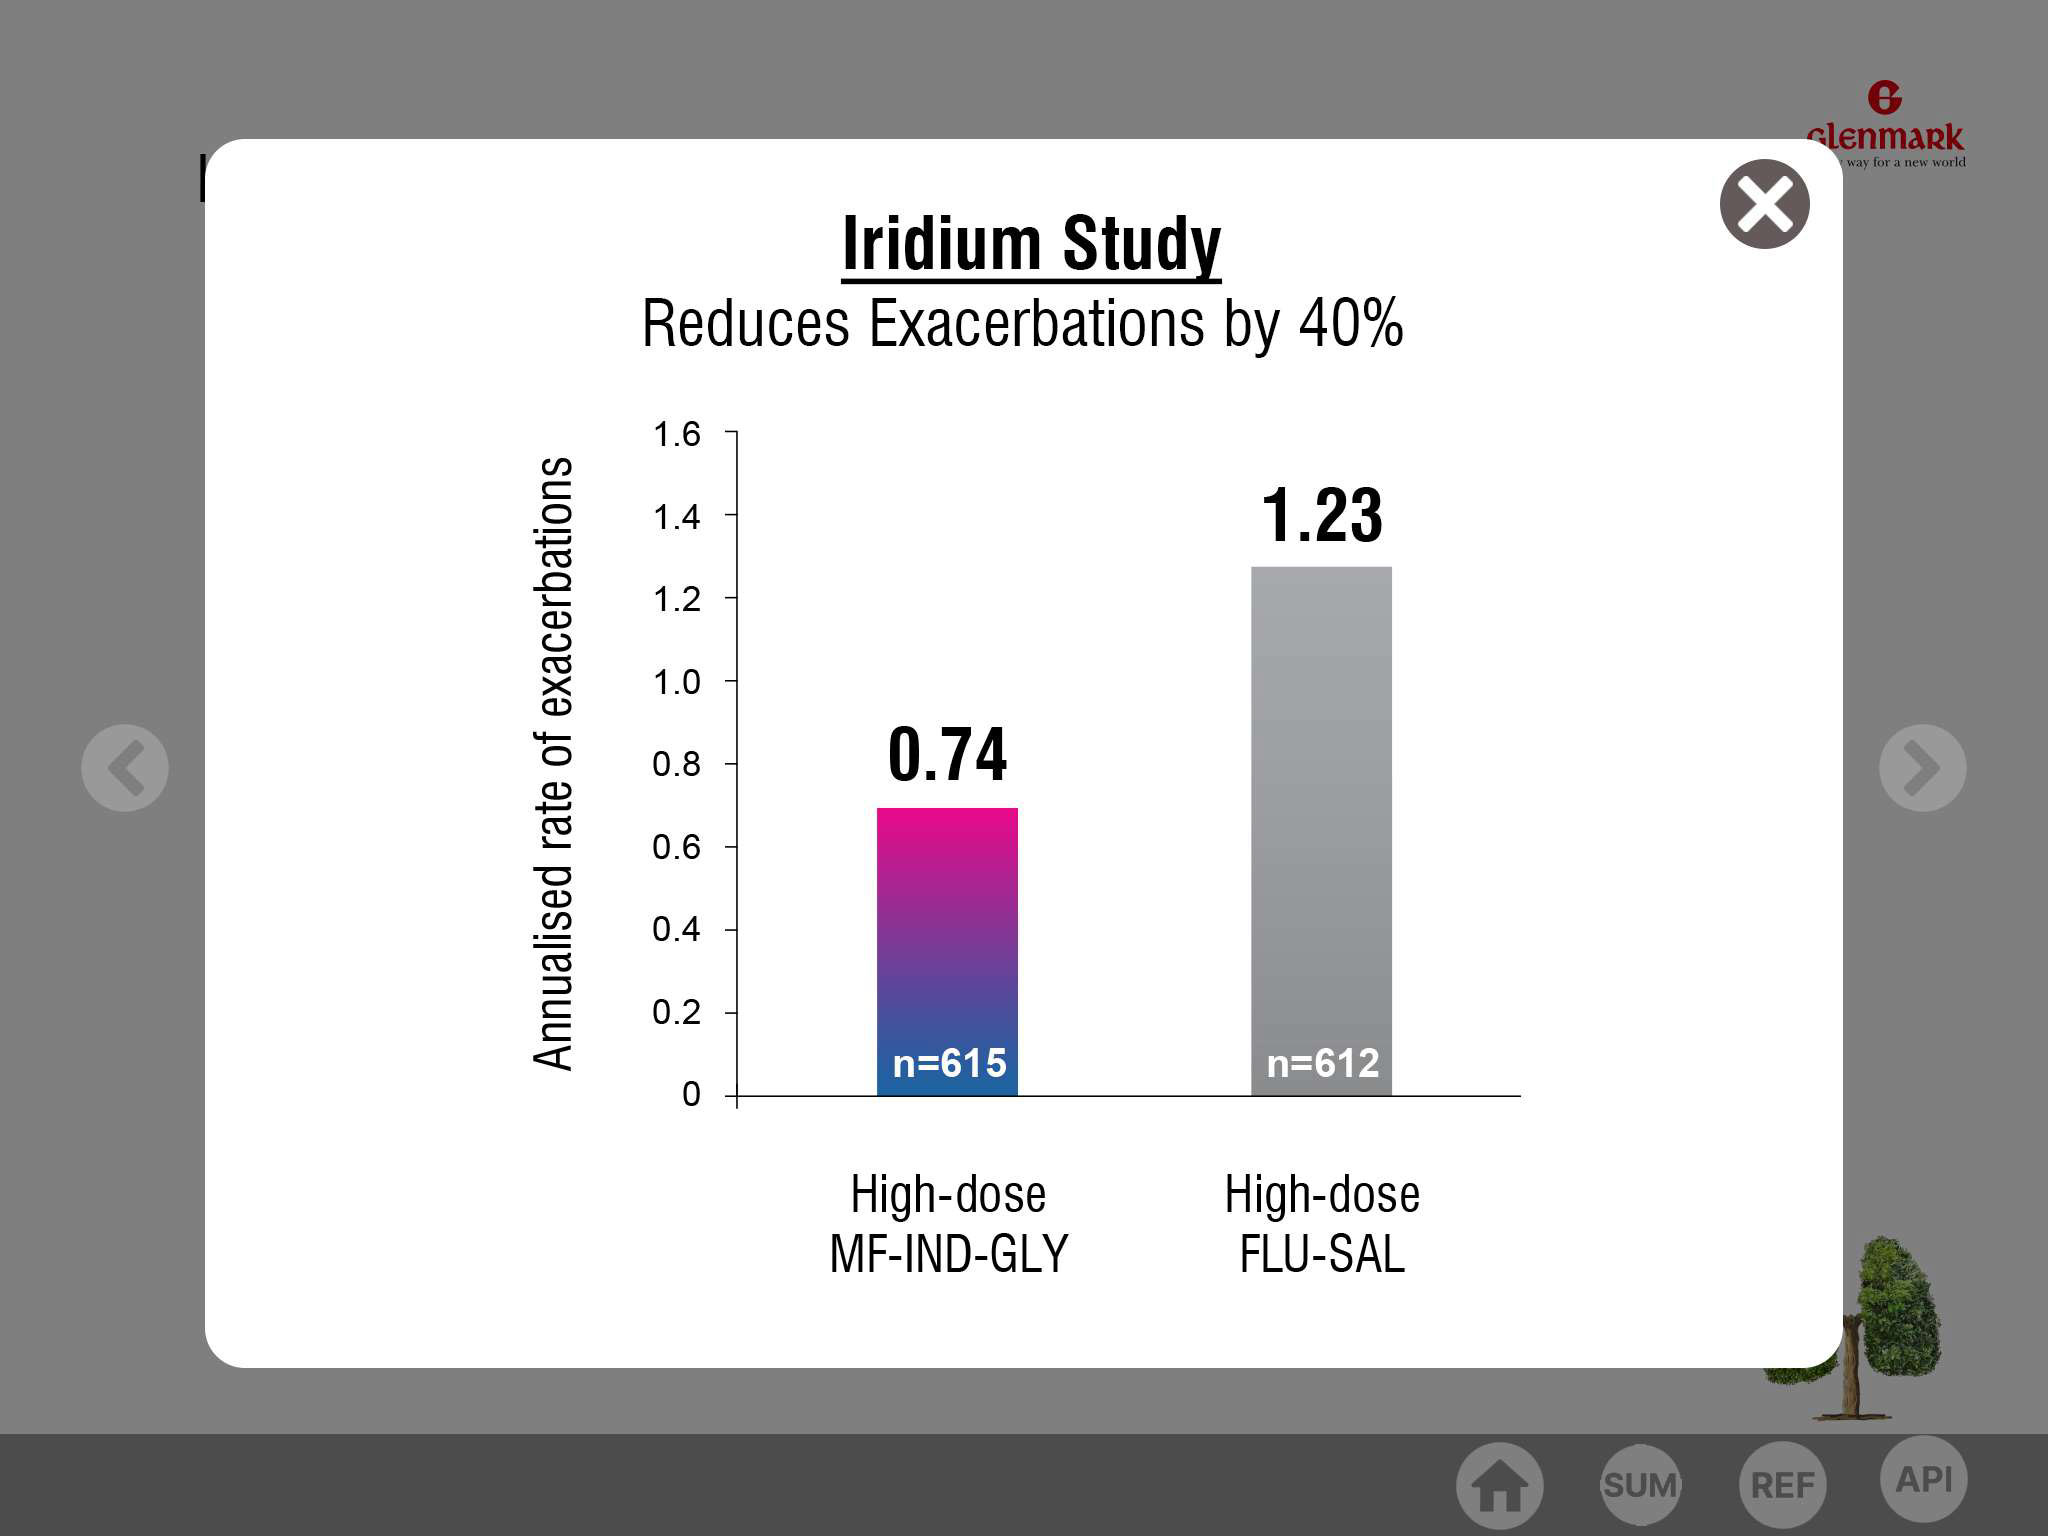 Glenmark
way for a new world
Iridium Study
Reduces Exacerbations by 40%
Annualised rate of exacerbations
1.6
1.4
1.2
1.0
0.8
0.6
0.4
0.2
0
0.74
1.23
n=615
n=612
High-dose
MF-IND-GLY
High-dose
FLU-SAL
SUM
REF
API